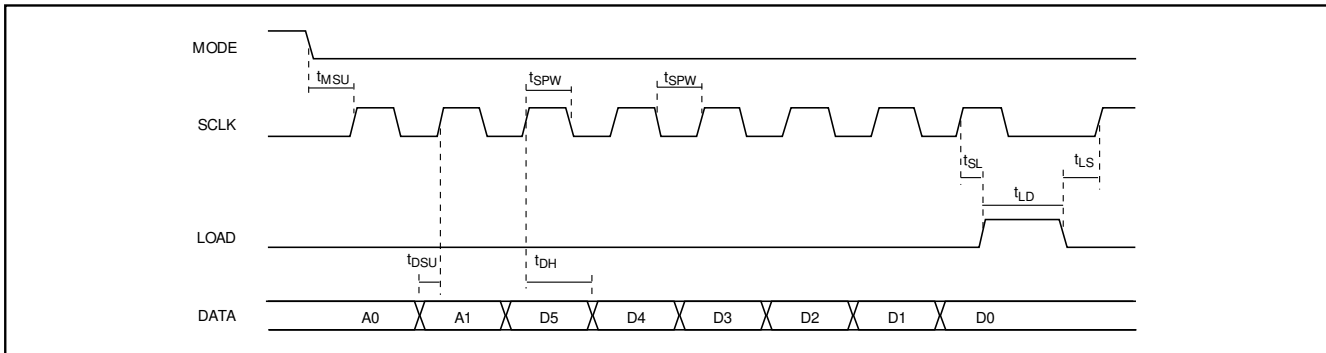 MODE
tMSU
tSPW
tSPW
SCLK
tSL
tLS
tLD
LOAD
tDSU
tDH
DATA
A0
A1
D5
D4
D3
D2
D1
D0